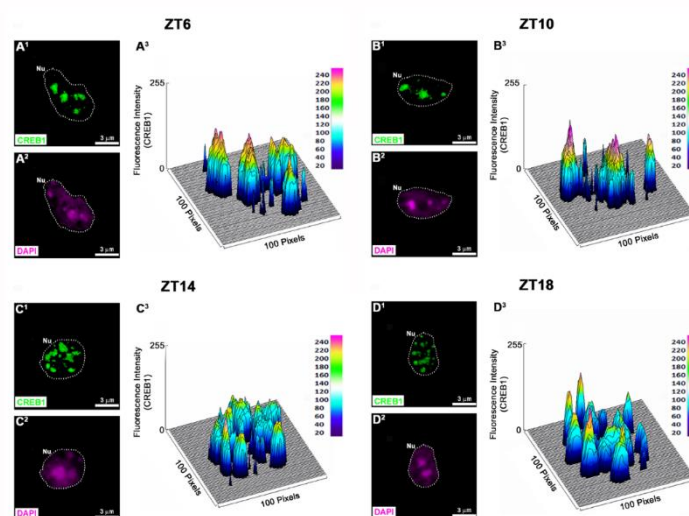 ZT6
A1
Nu
CREB1
3 µm
A2
Nu
DAPI
3 µm
A3
255
0
Fluorescence Intensity
(CREB1)
100 Pixels
100 Pixels
240
220
200
180
160
140
120
100
80
60
40
20
ZT10
B1
Nu
CREB1
3 µm
B2
Nu
DAPI
3 µm
B3
255
0
Fluorescence Intensity
(CREB1)
100 Pixels
100 Pixels
240
220
200
180
160
140
120
100
80
60
40
20
ZT14
C1
Nu
CREB1
3 µm
C2
Nu
DAPI
3 µm
C3
255
0
Fluorescence Intensity
(CREB1)
100 Pixels
100 Pixels
240
220
200
180
160
140
120
100
80
60
40
20
ZT18
D1
Nu
CREB1
3 µm
D2
Nu
DAPI
3 µm
D3
255
0
Fluorescence Intensity
(CREB1)
100 Pixels
100 Pixels
240
220
200
180
160
140
120
100
80
60
40
20